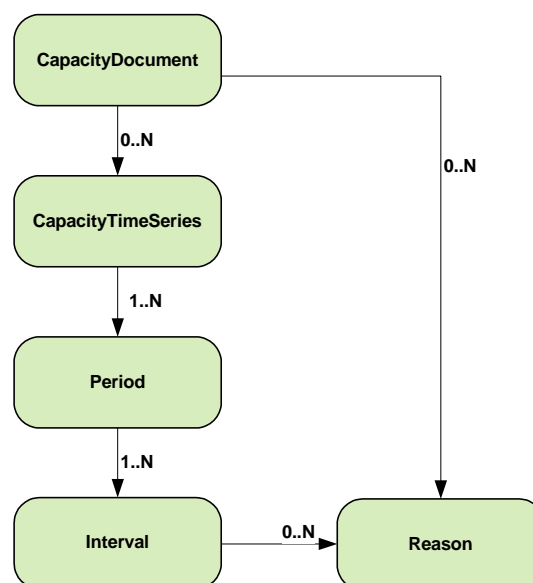 CapacityDocument
0..N
0..N
CapacityTimeSeries
1..N
Period
1..N
Interval
0..N
Reason